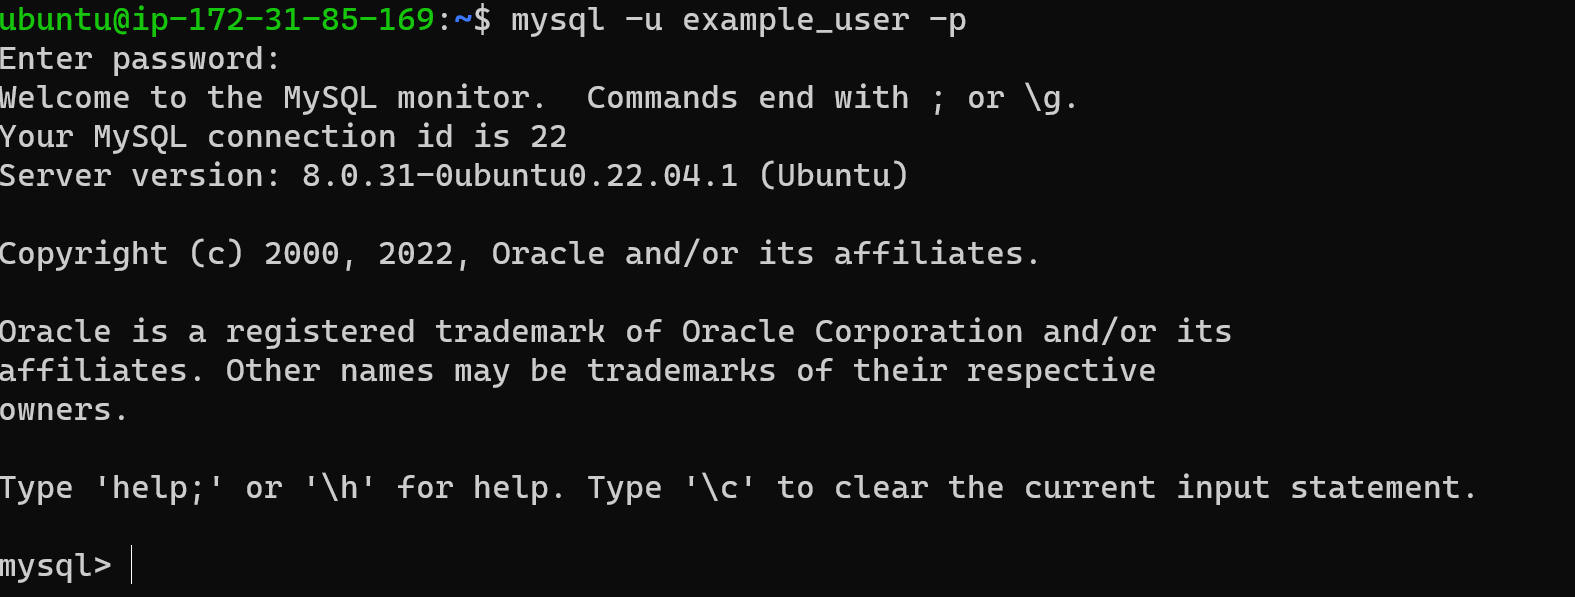 ubuntu@ip-172-31-85-169:~$ mysql -u example_user -p
Enter password:
Welcome to the MySQL monitor.  Commands end with ; or \g.
Your MySQL connection id is 22
Server version: 8.0.31-0ubuntu0.22.04.1 (Ubuntu)
Copyright (c) 2000, 2022, Oracle and/or its affiliates.
Oracle is a registered trademark of Oracle Corporation and/or its
affiliates. Other names may be trademarks of their respective
owners.
Type 'help;' or '\h' for help. Type '\c' to clear the current input statement.
mysql>